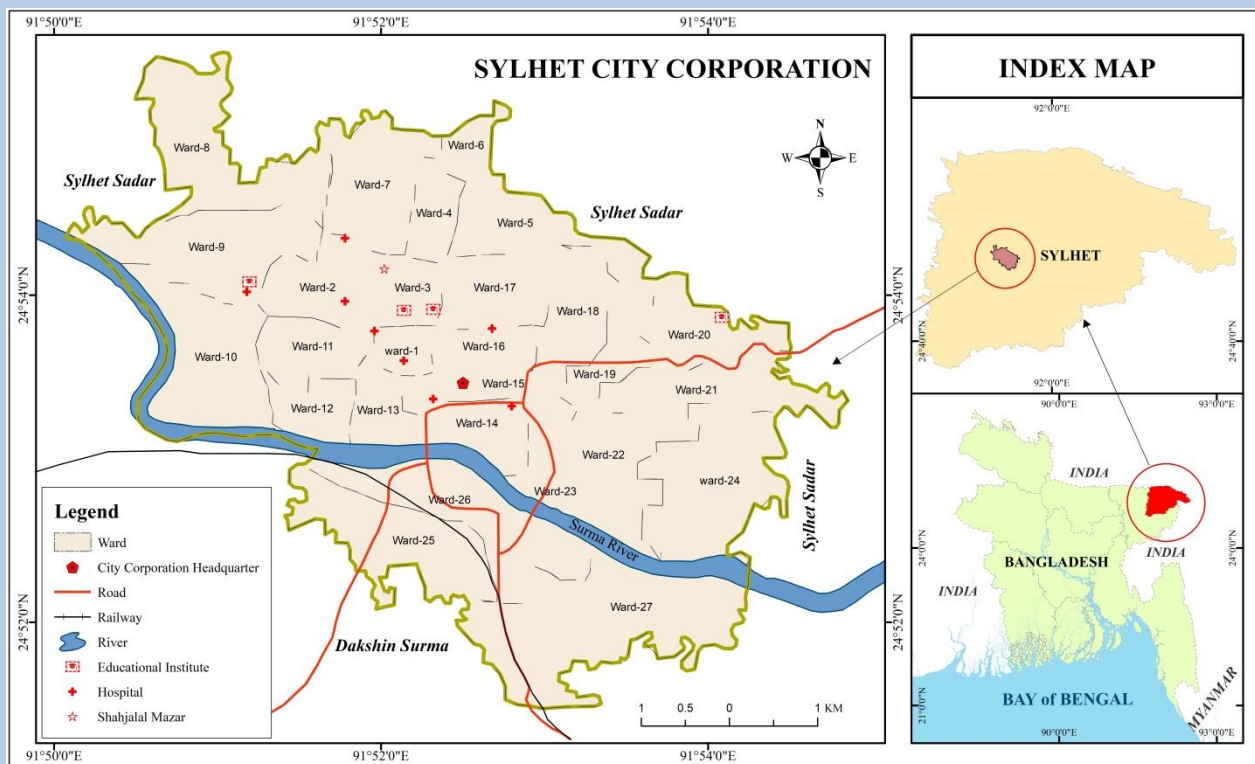 91°50'0"E
91°52'0"E
91°54'0"E
SYLHET CITY CORPORATION
N
W
E
S
Ward-8
Ward-6
Sylhet Sadar
Ward-7
Ward-4
Ward-5
Sylhet Sadar
Ward-9
24°54'0"N
Ward-2
Ward-3
Ward-17
Ward-18
24°54'0"N
Ward-20
Ward-10
Ward-11
ward-1
Ward-16
Ward-19
Ward-15
Ward-21
Ward-12
Ward-13
Ward-14
Ward-22
ward-24
Ward-26
Ward-23
Sylhet Sadar
Surma River
Ward-25
Ward-27
24°52'0"N
24°52'0"N
Dakshin Surma
Legend
Ward
City Corporation Headquarter
Road
Railway
River
Educational Institute
Hospital
Shahjalal Mazar
1 0.5 0 1 KM
91°50'0"E
91°52'0"E
91°54'0"E
INDEX MAP
92°0'0"E
SYLHET
24°40'0"N
24°40'0"N
92°0'0"E
90°0'0"E
93°0'0"E
INDIA
24°0'0"N
24°0'0"N
INDIA
BANGLADESH
INDIA
BAY of BENGAL
MYANMAR
21°0'0"N
21°0'0"N
90°0'0"E
93°0'0"E